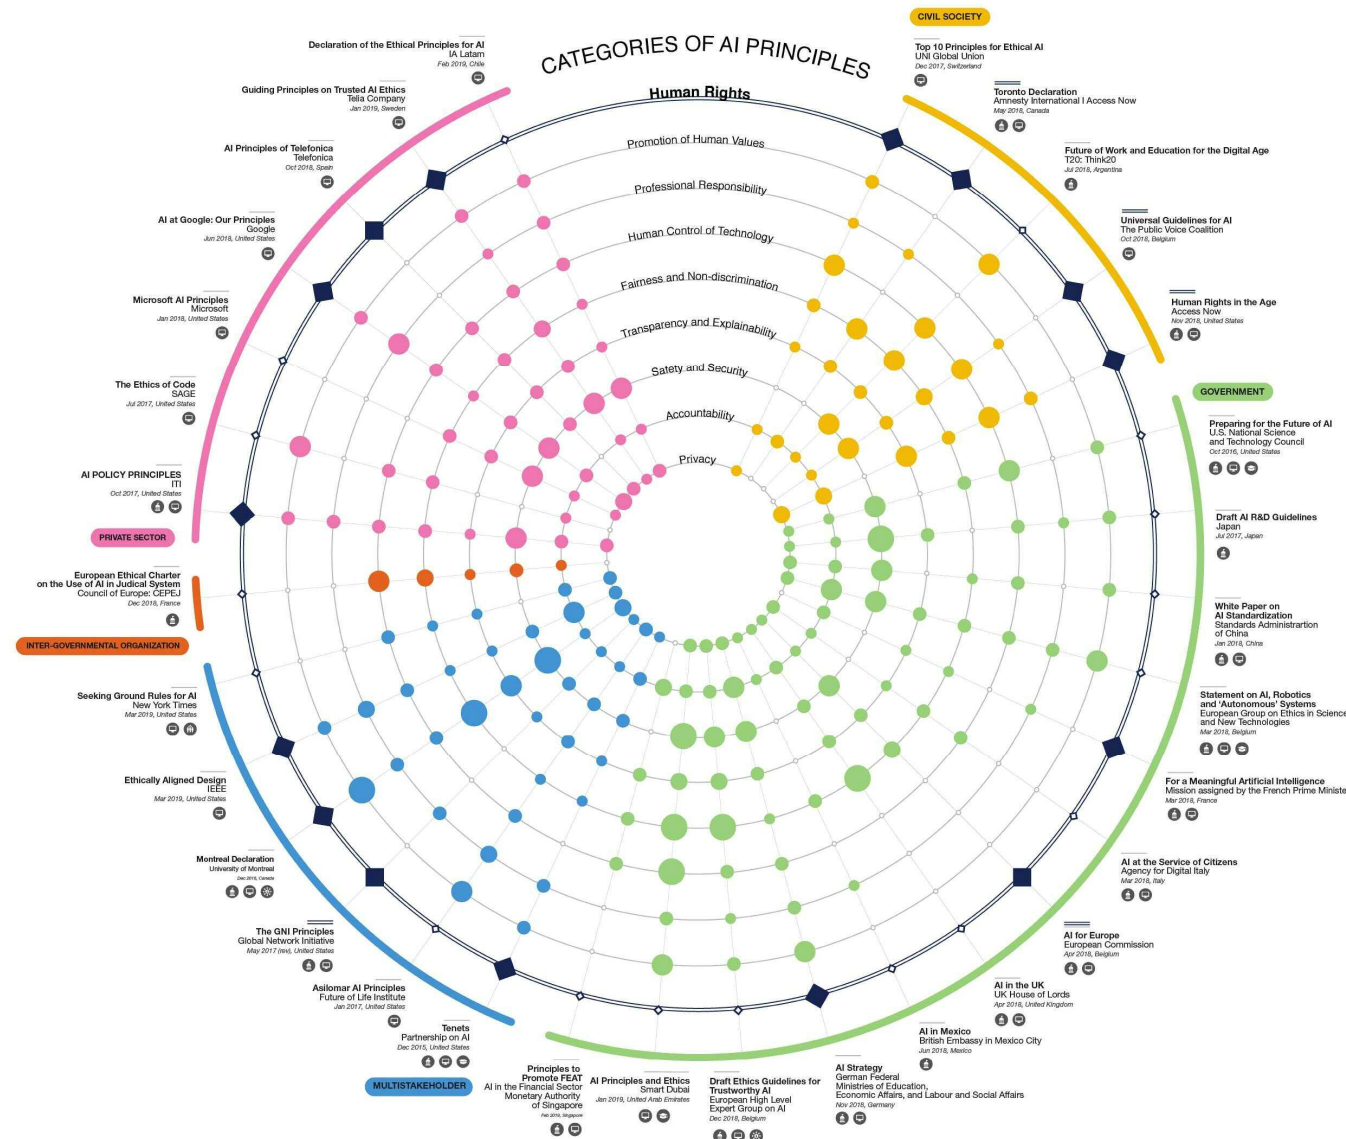 CATEGORIES OF AI PRINCIPLES
Human Rights
Promotion of Human Values
Professional Responsibility
Human Control of Technology
Fairness and Non-discrimination
Transparency and Explainability
Safety and Security
Accountability
Privacy
CIVIL SOCIETY
Top 10 Principles for Ethical AI
UNI Global Union
Dec 2017, Switzerland
Toronto Declaration
Amnesty International | Access Now
May 2018, Canada
Future of Work and Education for the Digital Age
T20: Think20
Jul 2018, Argentina
Universal Guidelines for AI
The Public Voice Coalition
Oct 2018, Belgium
Human Rights in the Age
Access Now
Nov 2018, United States
GOVERNMENT
Preparing for the Future of AI
U.S. National Science
and Technology Council
Oct 2016, United States
Draft AI R&D Guidelines
Japan
Jul 2017, Japan
White Paper on
AI Standardization
Standards Administrartion
of China
Jan 2018, China
Statement on AI, Robotics
and 'Autonomous' Systems
European Group on Ethics in Science
and New Technologies
Mar 2018, Belgium
For a Meaningful Artificial Intelligence
Mission assigned by the French Prime Ministe
Mar 2018, France
AI at the Service of Citizens
Agency for Digital Italy
Mar 2018, Italy
AI for Europe
European Commission
Apr 2018, Belgium
AI in the UK
UK House of Lords
Apr 2018, United Kingdom
AI in Mexico
British Embassy in Mexico City
Jun 2018, Mexico
AI Strategy
German Federal
Ministries of Education,
Economic Affairs, and Labour and Social Affairs
Nov 2018, Germany
Draft Ethics Guidelines for
Trustworthy AI
European High Level
Expert Group on AI
Dec 2018, Belgium
AI Principles and Ethics
Smart Dubai
Jan 2019, United Arab Emirates
Principles to
Promote FEAT
AI in the Financial Sector
Monetary Authority
of Singapore
Feb 2019, Singapore
MULTISTAKEHOLDER
Tenets
Partnership on AI
Dec 2015, United States
Asilomar AI Principles
Future of Life Institute
Jan 2017, United States
The GNI Principles
Global Network Initiative
May 2017 (rev), United States
Montreal Declaration
University of Montreal
Dec 2018, Canada
Ethically Aligned Design
IEEE
Mar 2019, United States
Seeking Ground Rules for AI
New York Times
Mar 2019, United States
INTER-GOVERNMENTAL ORGANIZATION
European Ethical Charter
on the Use of AI in Judical System
Council of Europe: CEPEJ
Dec 2018, France
PRIVATE SECTOR
AI POLICY PRINCIPLES
ITI
Oct 2017, United States
The Ethics of Code
SAGE
Jul 2017, United States
Microsoft AI Principles
Microsoft
Jan 2018, United States
AI at Google: Our Principles
Google
Jun 2018, United States
AI Principles of Telefonica
Telefonica
Oct 2018, Spain
Guiding Principles on Trusted AI Ethics
Telia Company
Jan 2019, Sweden
Declaration of the Ethical Principles for AI
IA Latam
Feb 2019, Chile